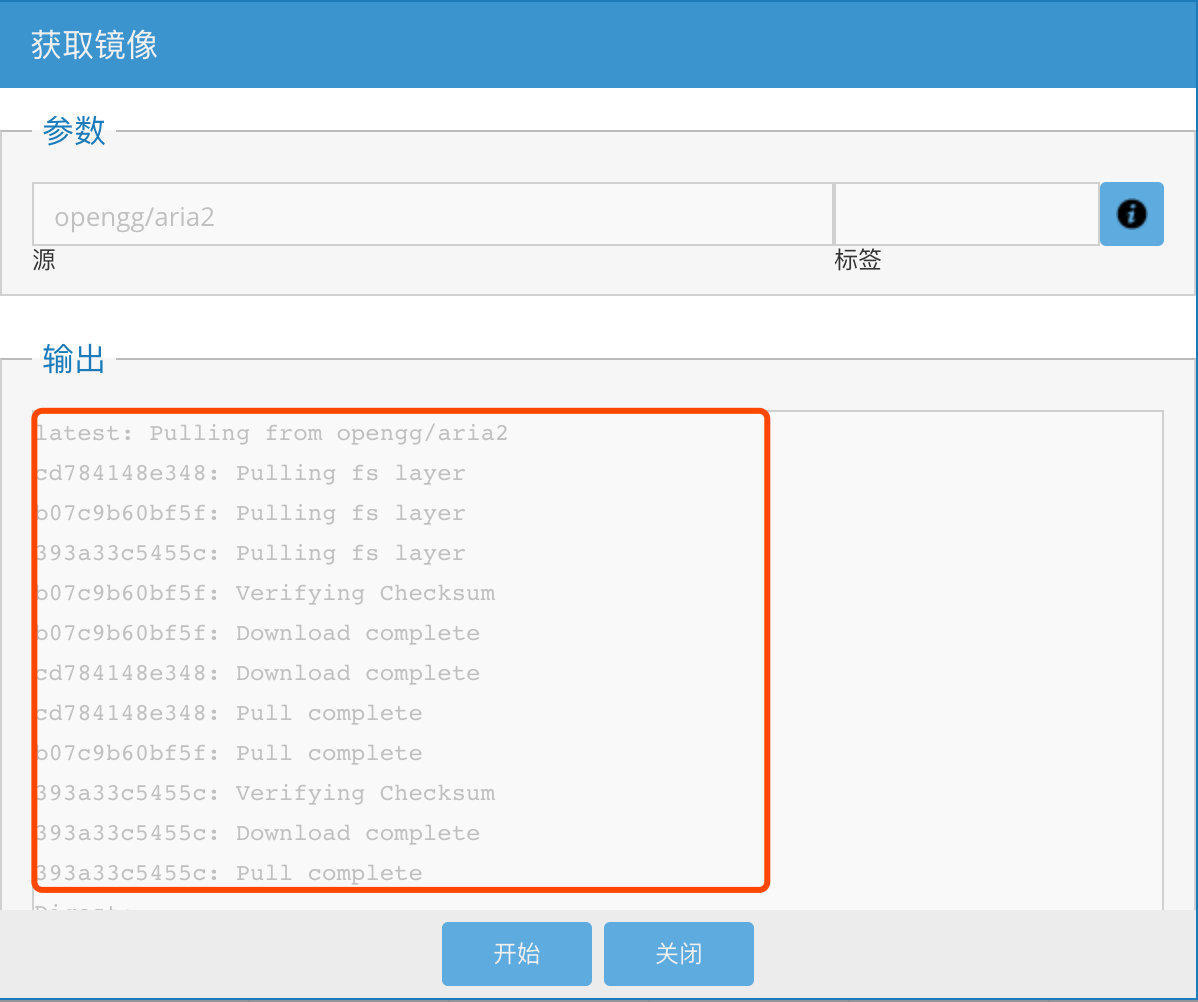 获取镜像
参数
opengg/aria2
源
标签
输出
latest: Pulling from opengg/aria2
cd784148e348: Pulling fs layer
b07c9b60bf5f: Pulling fs layer
393a33c5455c: Pulling fs layer
b07c9b60bf5f: Verifying Checksum
b07c9b60bf5f: Download complete
cd784148e348: Download complete
cd784148e348: Pull complete
b07c9b60bf5f: Pull complete
393a33c5455c: Verifying Checksum
393a33c5455c: Download complete
393a33c5455c: Pull complete
开始
关闭